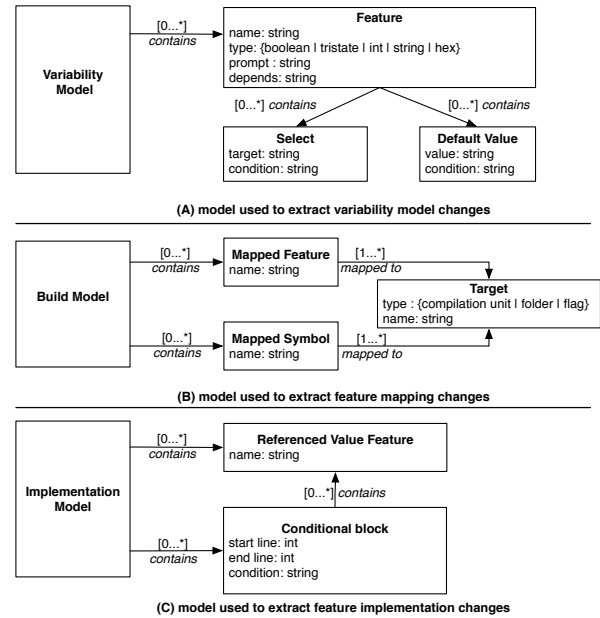 Variability
Model
[0...*]
contains
Feature
name: string
type: {boolean | tristate | int | string | hex}
prompt : string
depends: string
[0...*] contains
[0...*] contains
Select
target: string
condition: string
Default Value
value: string
condition: string
(A) model used to extract variability model changes
Build Model
[0...*]
contains
Mapped Feature
name: string
[1...*]
mapped to
Target
type : {compilation unit | folder | flag}
name: string
[0...*]
contains
Mapped Symbol
name: string
[1...*]
mapped to
(B) model used to extract feature mapping changes
Implementation
Model
[0...*]
contains
Referenced Value Feature
name: string
[0...*] contains
[0...*]
contains
Conditional block
start line: int
end line: int
condition: string
(C) model used to extract feature implementation changes